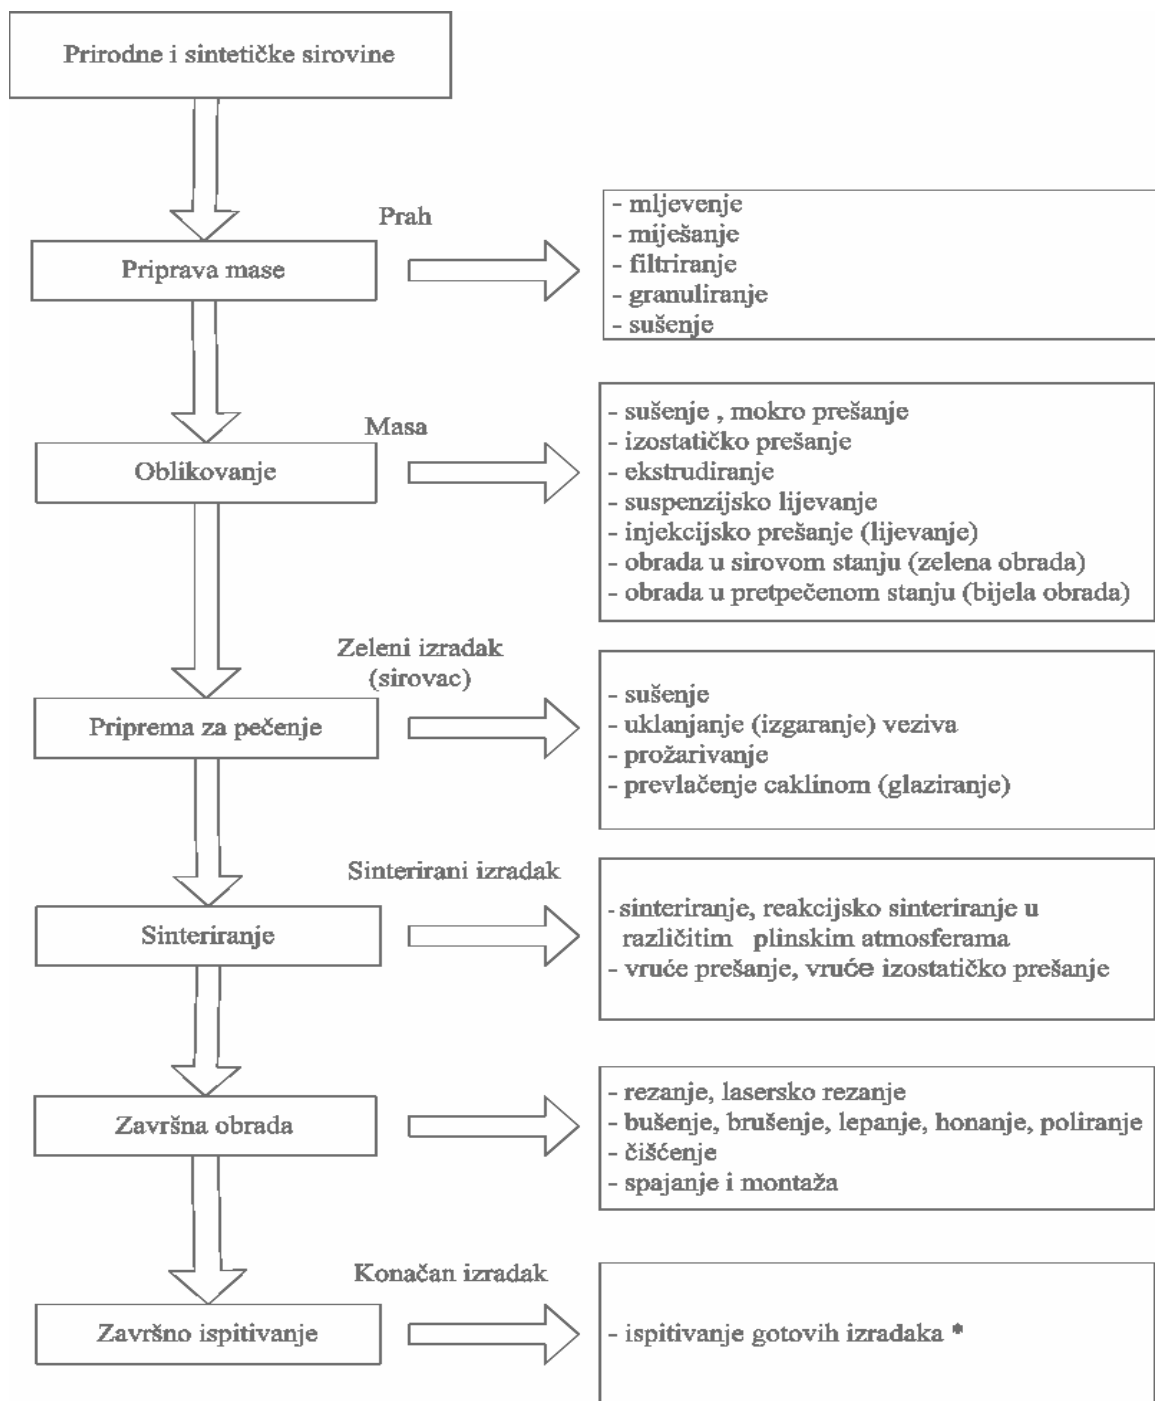 Prirodne i sintetičke sirovine
Prah
Priprava mase
- mljevenje
- miješanje
- filtriranje
- granuliranje
- sušenje
Masa
Oblikovanje
- sušenje , mokro prešanje
- izostatičko prešanje
- ekstrudiranje
- suspenzijsko lijevanje
- injekcijsko prešanje (lijevanje)
- obrada u sirovom stanju (zelena obrada)
- obrada u pretpečenom stanju (bijela obrada)
Zeleni izradak
(sirovac)
Priprema za pečenje
- sušenje
- uklanjanje (izgaranje) veziva
- prožarivanje
- prevlačenje caklinom (glaziranje)
Sinterirani izradak
Sinteriranje
- sinteriranje, reakcijsko sinteriranje u
različitim plinskim atmosferama
- vruće prešanje, vruće izostatičko prešanje
Završna obrada
- rezanje, lasersko rezanje
- bušenje, brušenje, lepanje, honanje, poliranje
- čišćenje
- spajanje i montaža
Konačan izradak
Završno ispitivanje
- ispitivanje gotovih izradaka *